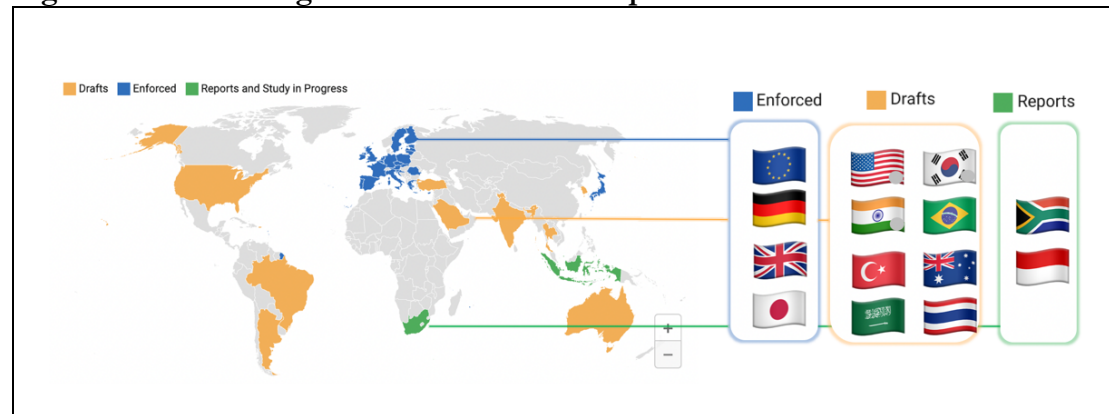 Drafts Enforced Reports and Study in Progress
Enforced Drafts Reports
+
−